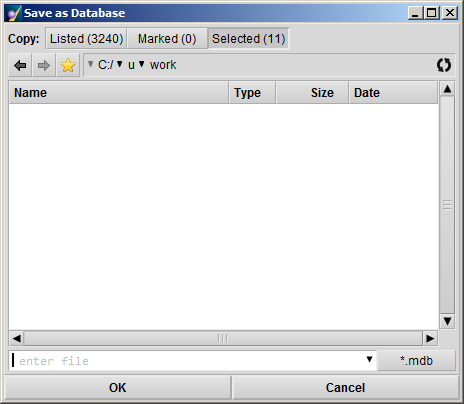 Save as Database
Copy: Listed (3240) Marked (0) Selected (11)
C:/ u work
Name Type Size Date
enter file *.mdb
OK Cancel